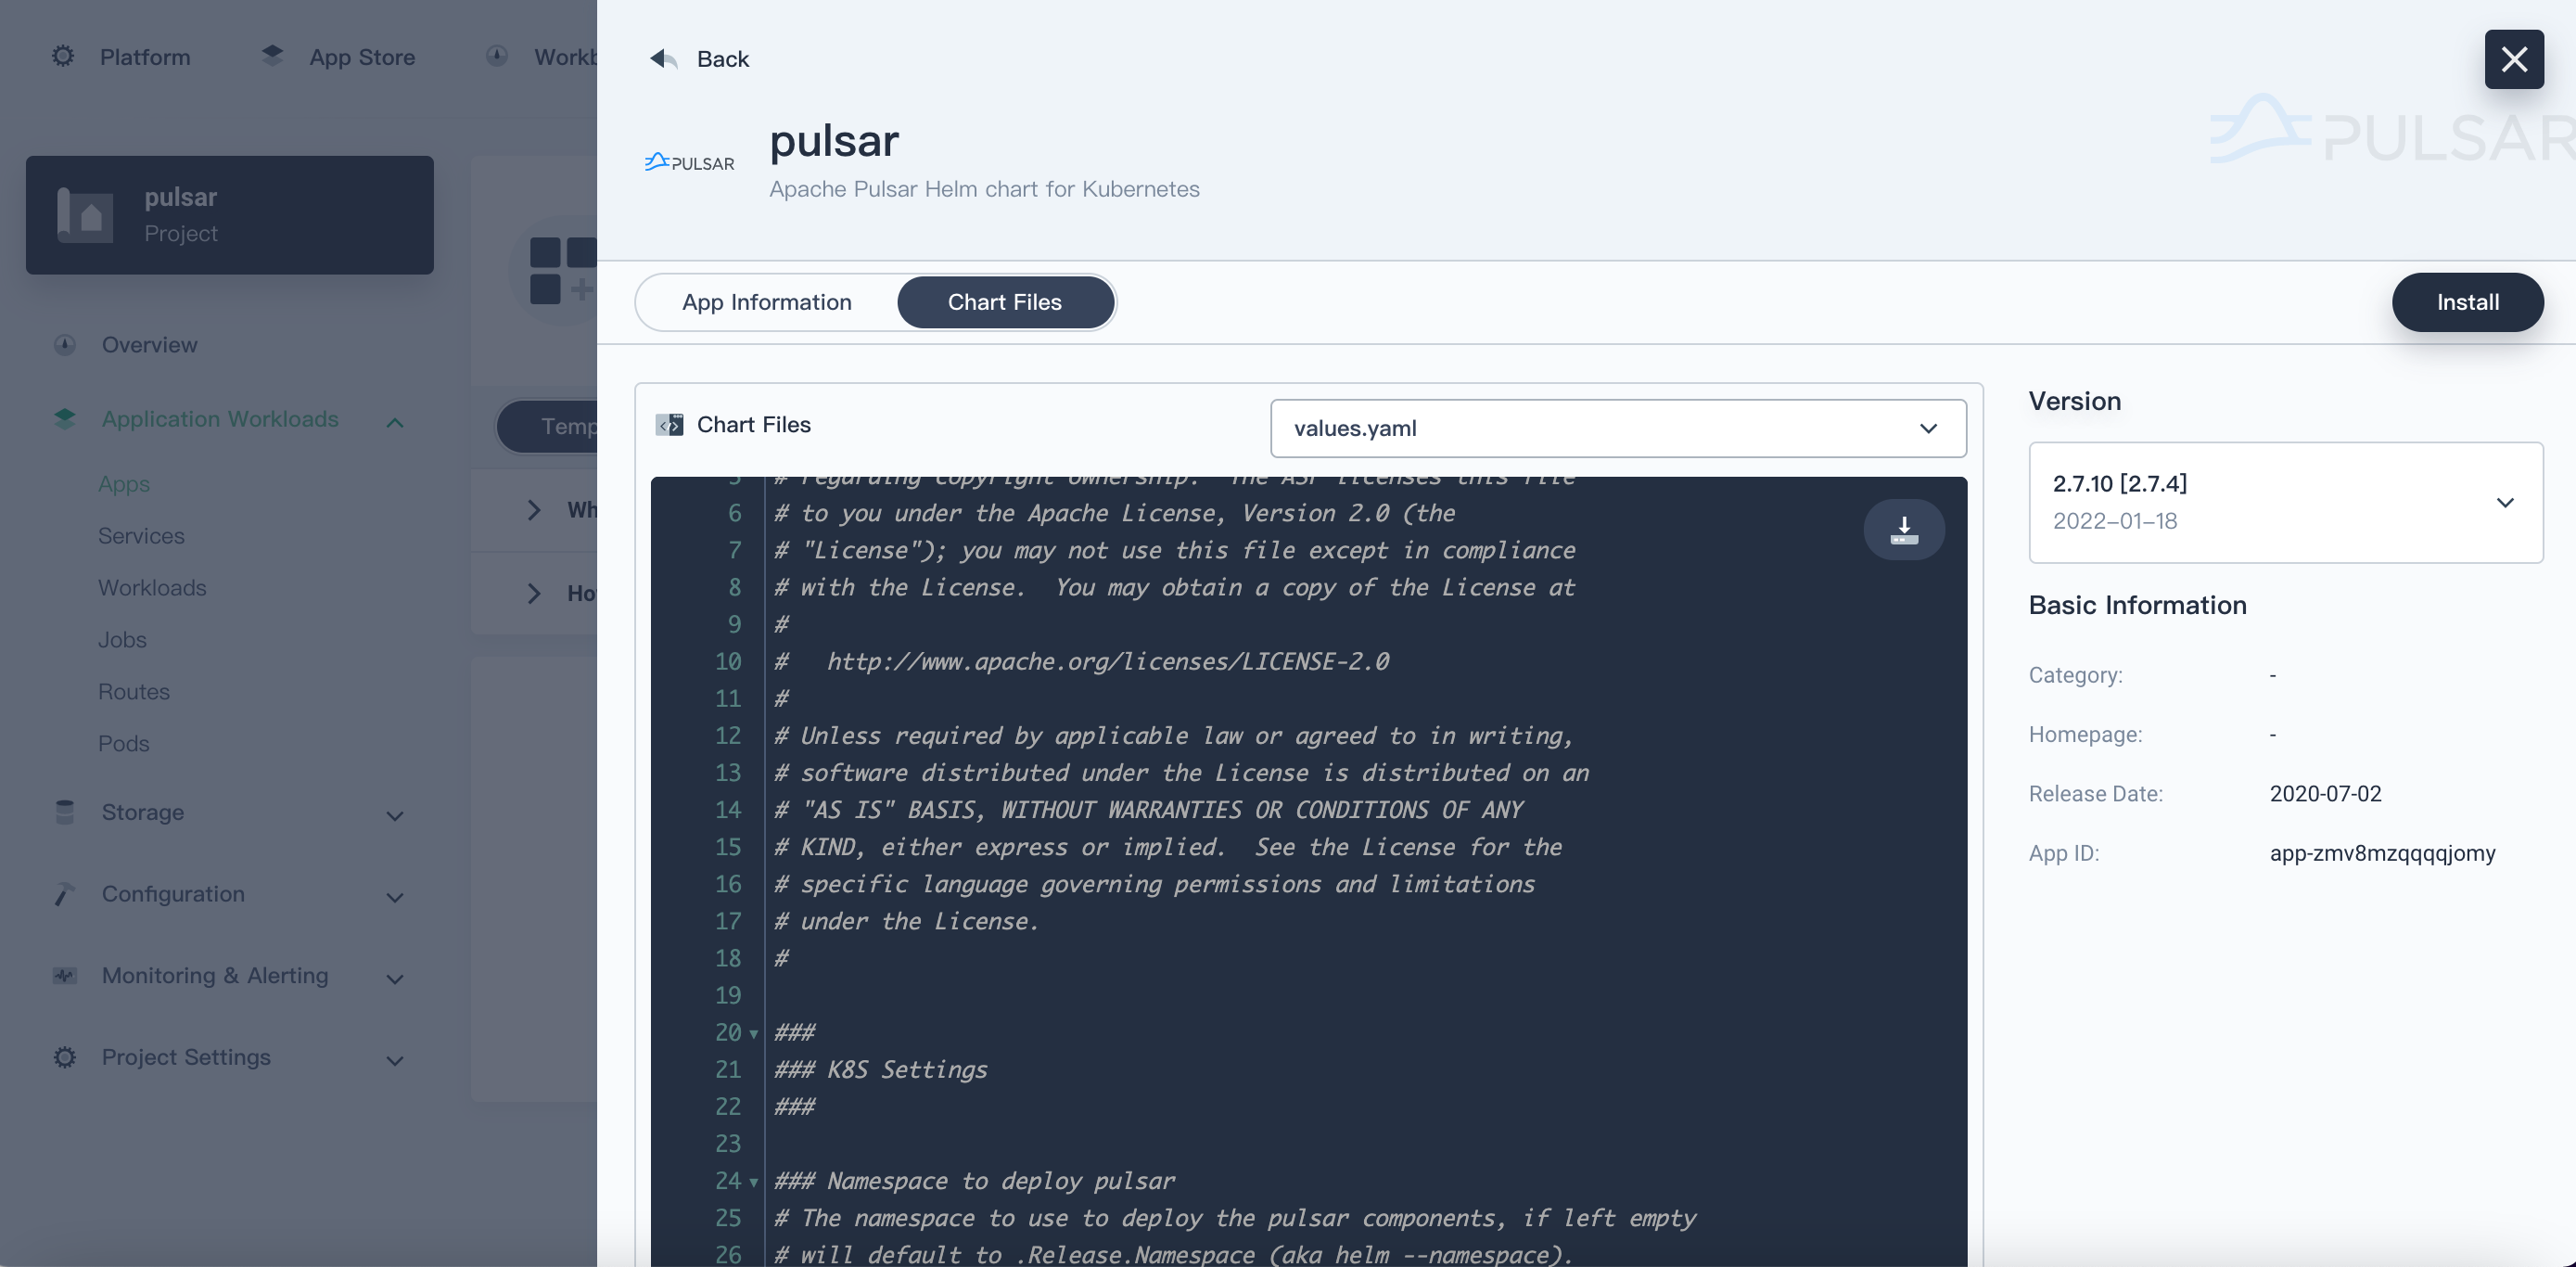 Platform
App Store
Back
pulsar
Project
PULSAR
pulsar
Apache Pulsar Helm chart for Kubernetes
PULSAR
App Information
Chart Files
Install
Overview
Application Workloads
Apps
Services
Workloads
Jobs
Routes
Pods
Storage
Configuration
Monitoring & Alerting
Project Settings
Chart Files
values.yaml
5 # regarding copyright ownership.  The ASF licenses this file
6 # to you under the Apache License, Version 2.0 (the
7 # "License"); you may not use this file except in compliance
8 # with the License.  You may obtain a copy of the License at
9 #
10 #   http://www.apache.org/licenses/LICENSE-2.0
11 #
12 # Unless required by applicable law or agreed to in writing,
13 # software distributed under the License is distributed on an
14 # "AS IS" BASIS, WITHOUT WARRANTIES OR CONDITIONS OF ANY
15 # KIND, either express or implied.  See the License for the
16 # specific language governing permissions and limitations
17 # under the License.
18 #
19
20 ###
21 ### K8S Settings
22 ###
23
24 ### Namespace to deploy pulsar
25 # The namespace to use to deploy the pulsar components, if left empty
26 # will default to .Release.Namespace (aka helm --namespace).
Version
2.7.10 [2.7.4]
2022-01-18
Basic Information
Category: -
Homepage: -
Release Date: 2020-07-02
App ID: app-zmv8mzqqqqjomy